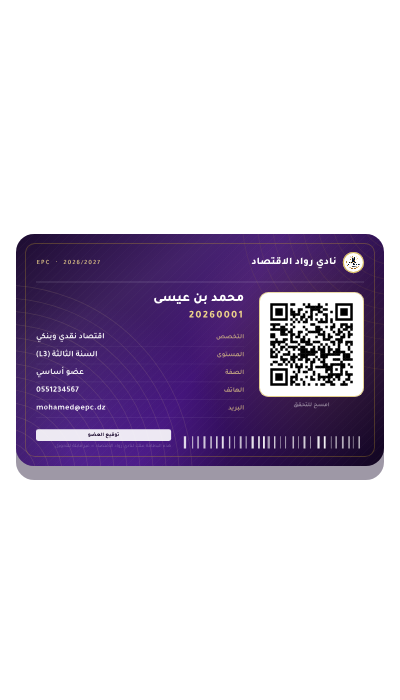 نادي رواد الاقتصاد
EPC · 2026/2027
محمد بن عيسى
20260001
التخصص اقتصاد نقدي وبنكي
المستوى السنة الثالثة (L3)
الصفة عضو أساسي
الهاتف 0551234567
البريد mohamed@epc.dz
امسح للتحقق
توقيع العضو